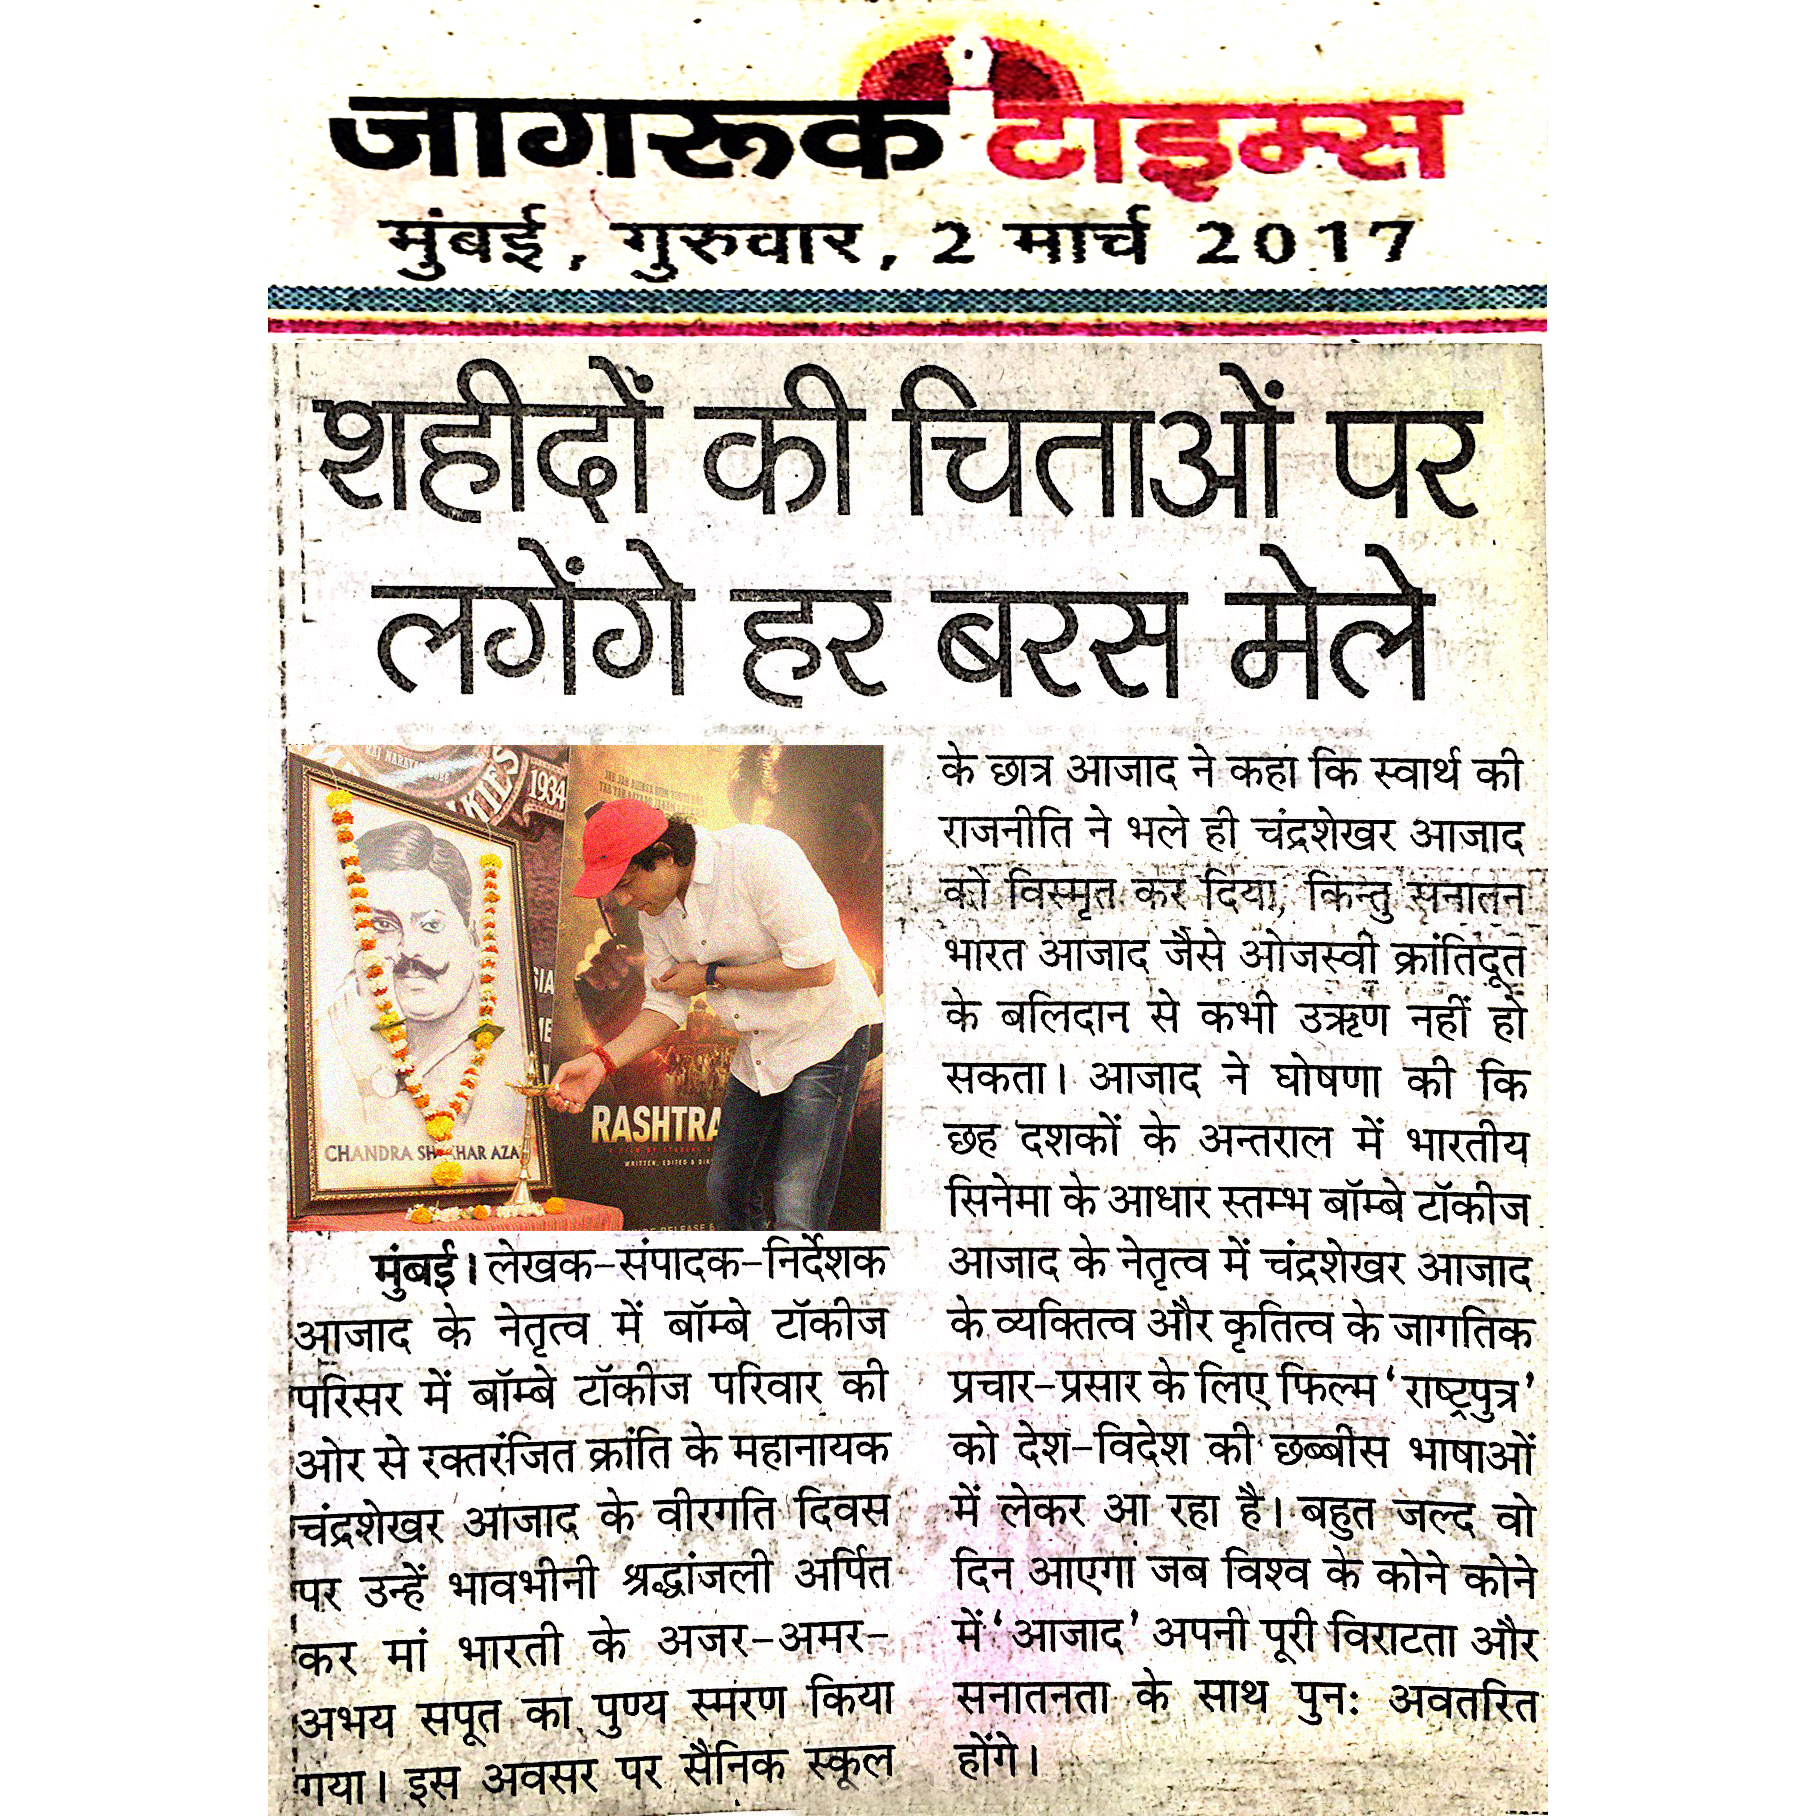 जागरूक टाइम्स
मुंबई, गुरुवार, 2 मार्च 2017
शहीदों की चिताओं पर
लगेंगे हर बरस मेले
1934
CHANDRA SHEKHAR AZA
RASHTRA
WRITTEN, EDITED & DIR
RELEASE
मुंबई। लेखक-संपादक-निर्देशक
आजाद के नेतृत्व में बॉम्बे टॉकीज
परिसर में बॉम्बे टॉकीज परिवार की
ओर से रक्तरंजित क्रांति के महानायक
चंद्रशेखर आजाद के वीरगति दिवस
पर उन्हें भावभीनी श्रद्धांजली अर्पित
कर मां भारती के अजर-अमर-
अभय सपूत का पुण्य स्मरण किया
गया। इस अवसर पर सैनिक स्कूल
के छात्र आजाद ने कहा कि स्वार्थ की
राजनीति ने भले ही चंद्रशेखर आजाद
को विस्मृत कर दिया, किन्तु सनातन
भारत आजाद जैसे ओजस्वी क्रांतिदूत
के बलिदान से कभी उऋण नहीं हो
सकता। आजाद ने घोषणा की कि
छह दशकों के अन्तराल में भारतीय
सिनेमा के आधार स्तम्भ बॉम्बे टॉकीज
आजाद के नेतृत्व में चंद्रशेखर आजाद
के व्यक्तित्व और कृतित्व के जागतिक
प्रचार-प्रसार के लिए फिल्म ‘राष्ट्रपुत्र’
को देश-विदेश की छब्बीस भाषाओं
में लेकर आ रहा है। बहुत जल्द वो
दिन आएगा जब विश्व के कोने कोने
में ‘आजाद’ अपनी पूरी विराटता और
सनातनता के साथ पुनः अवतरित
होंगे।